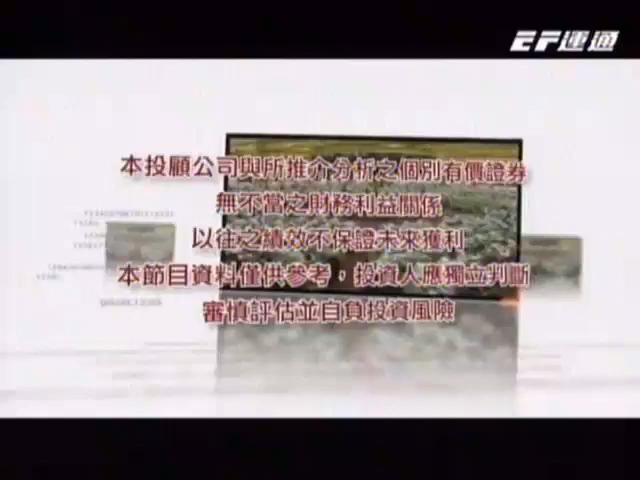 EF運通
本投顧公司與所推介分析之個別有價證券
無不當之財務利益關係
以往之績效不保證未來獲利
本節目資料僅供參考，投資人應獨立判斷
審慎評估並自負投資風險